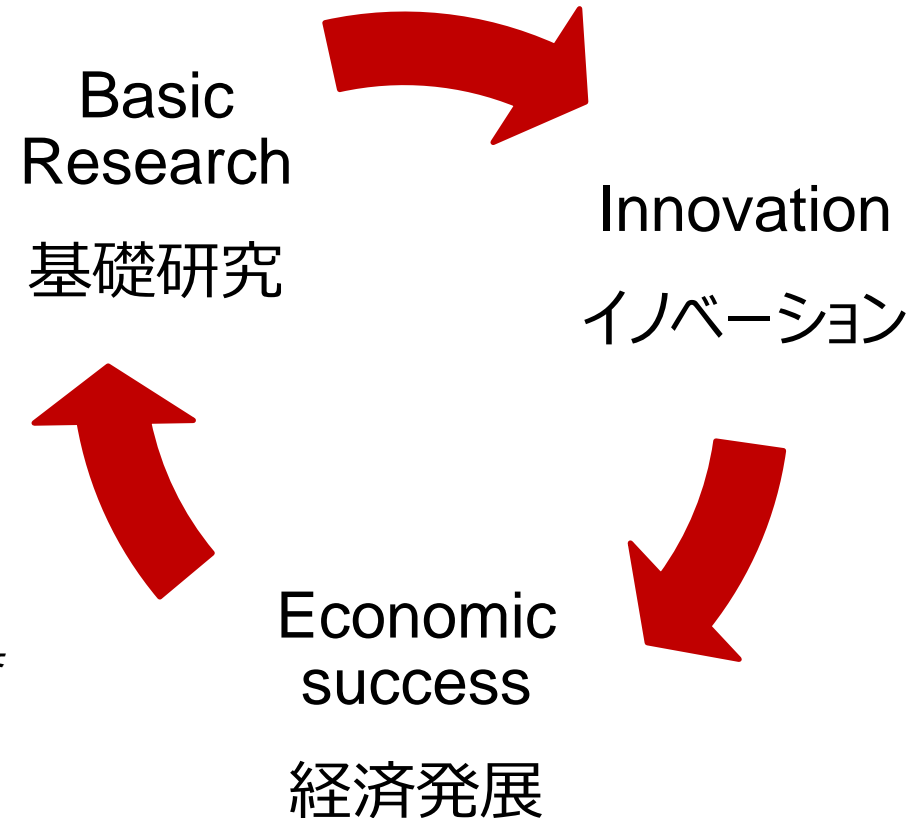 Basic
Research
基礎研究
Innovation
イノベーション
Economic
success
経済発展